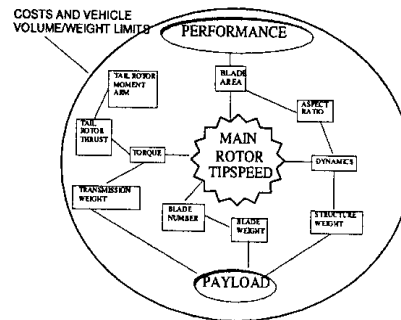 COSTS AND VEHICLE
VOLUME/WEIGHT LIMITS
PERFORMANCE
TAIL ROTOR
MOMENT
ARM
BLADE
AREA
ASPECT
RATIO
TAIL
ROTOR
THRUST
TORQUE
MAIN
ROTOR
TIPSPEED
DYNAMICS
TRANSMISSION
WEIGHT
BLADE
NUMBER
BLADE
WEIGHT
STRUCTURE
WEIGHT
PAYLOAD